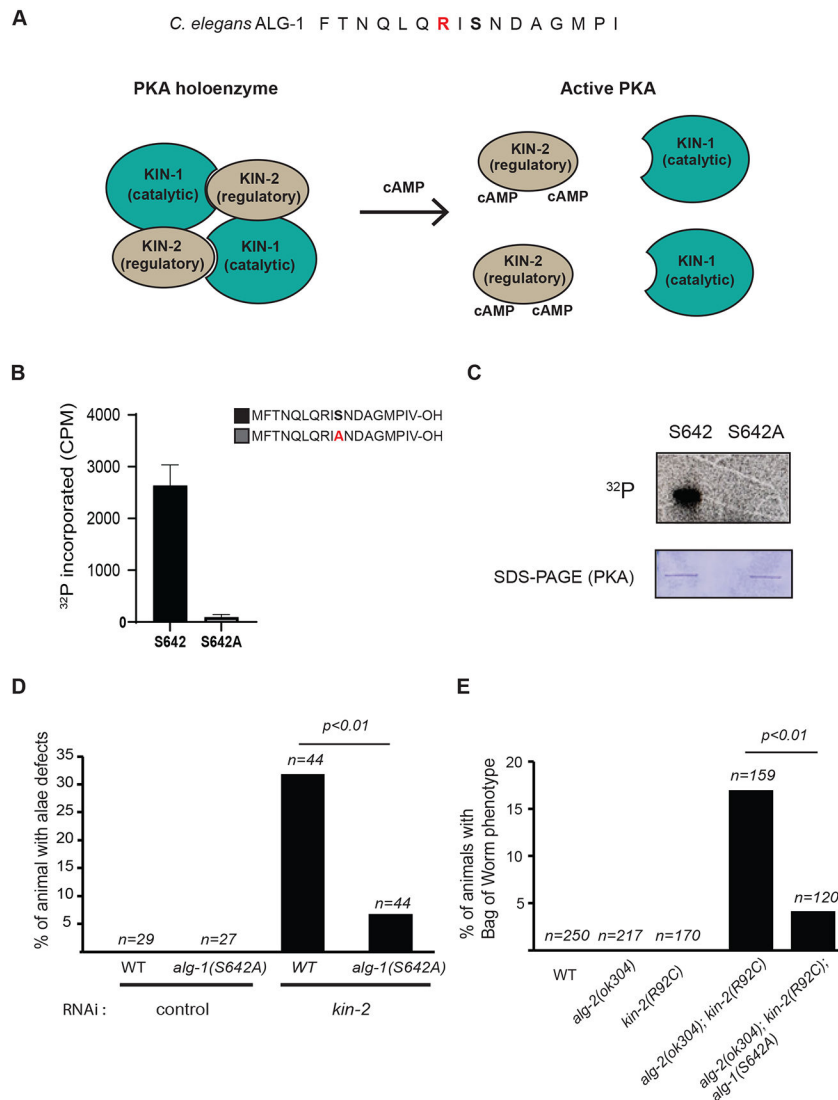 A
C. elegans ALG-1 F T N Q L Q R I S N D A G M P I
PKA holoenzyme
Active PKA
KIN-1
(catalytic)
KIN-2
(regulatory)
KIN-2
(regulatory)
KIN-1
(catalytic)
cAMP
KIN-2
(regulatory)
cAMP cAMP
KIN-1
(catalytic)
KIN-2
(regulatory)
cAMP cAMP
KIN-1
(catalytic)
B
32P incorporated (CPM)
4000
3000
2000
1000
0
S642 S642A
MFTNQLQRISNDAGMPIV-OH
MFTNQLQRIANDAGMPIV-OH
C
S642 S642A
32P
SDS-PAGE (PKA)
D
% of animal with alae defects
35
30
25
20
15
10
5
p<0.01
n=29
n=27
n=44
n=44
WT alg-1(S642A) WT alg-1(S642A)
RNAi : control kin-2
E
% of animals with
Bag of Worm phenotype
20
15
10
5
p<0.01
n=250
n=217
n=170
n=159
n=120
WT
alg-2(ok304)
kin-2(R92C)
alg-2(ok304); kin-2(R92C)
alg-2(ok304); kin-2(R92C);
alg-1(S642A)